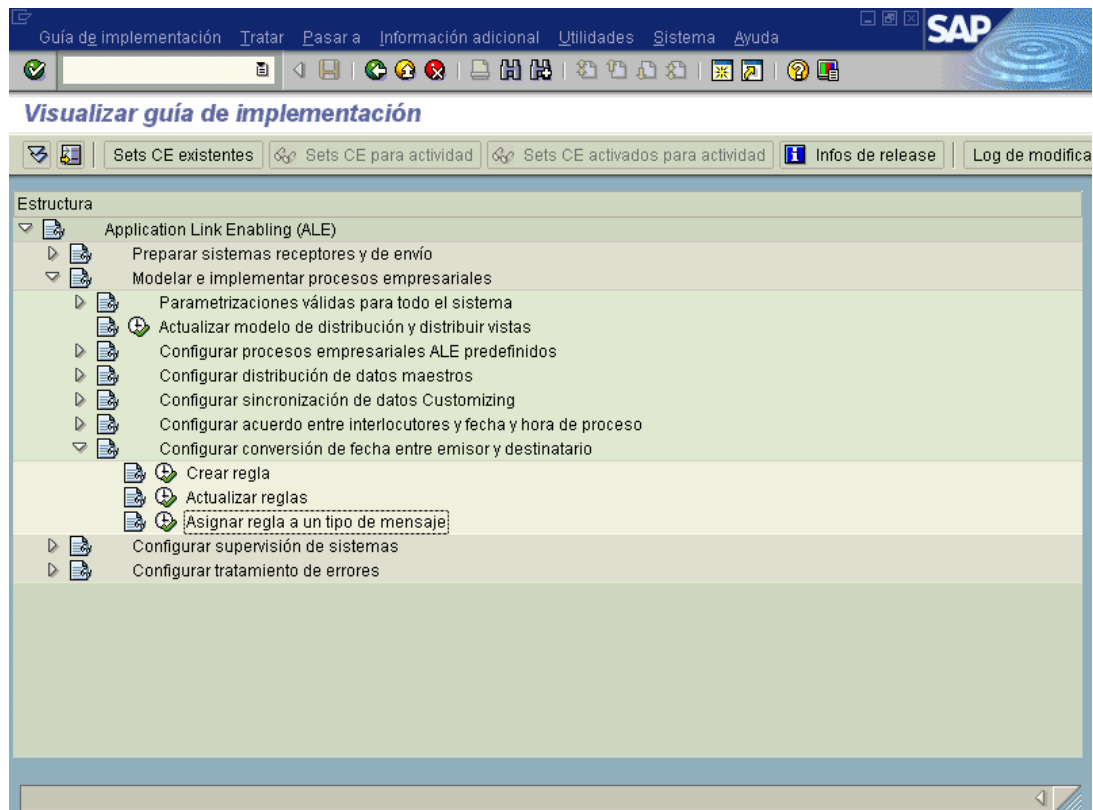 Guía de implementación Tratar Pasar a Información adicional Utilidades Sistema Ayuda
SAP
Visualizar guía de implementación
Sets CE existentes Sets CE para actividad Sets CE activados para actividad Infos de release Log de modifica
Estructura
Application Link Enabling (ALE)
Preparar sistemas receptores y de envío
Modelar e implementar procesos empresariales
Parametrizaciones válidas para todo el sistema
Actualizar modelo de distribución y distribuir vistas
Configurar procesos empresariales ALE predefinidos
Configurar distribución de datos maestros
Configurar sincronización de datos Customizing
Configurar acuerdo entre interlocutores y fecha y hora de proceso
Configurar conversión de fecha entre emisor y destinatario
Crear regla
Actualizar reglas
Asignar regla a un tipo de mensaje
Configurar supervisión de sistemas
Configurar tratamiento de errores